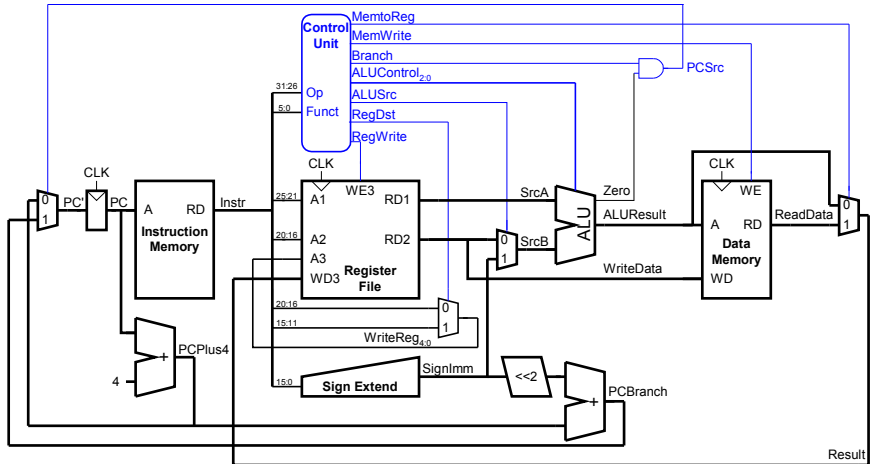 MemtoReg
Control
Unit
MemWrite
Branch
ALUControl2:0
PCSrc
31:26
Op
ALUSrc
5:0
Funct
RegDst
RegWrite
CLK
CLK
CLK
0
1
PC'
PC
A
RD
Instruction
Memory
Instr
25:21
A1
WE3
RD1
SrcA
Zero
20:16
A2
RD2
0
1
SrcB
ALU
ALUResult
A3
WD3
Register
File
WriteData
WE
A
RD
Data
Memory
WD
ReadData
0
1
20:16
0
15:11
1
WriteReg4:0
PCPlus4
+
4
SignImm
15:0
Sign Extend
<<2
+
PCBranch
Result